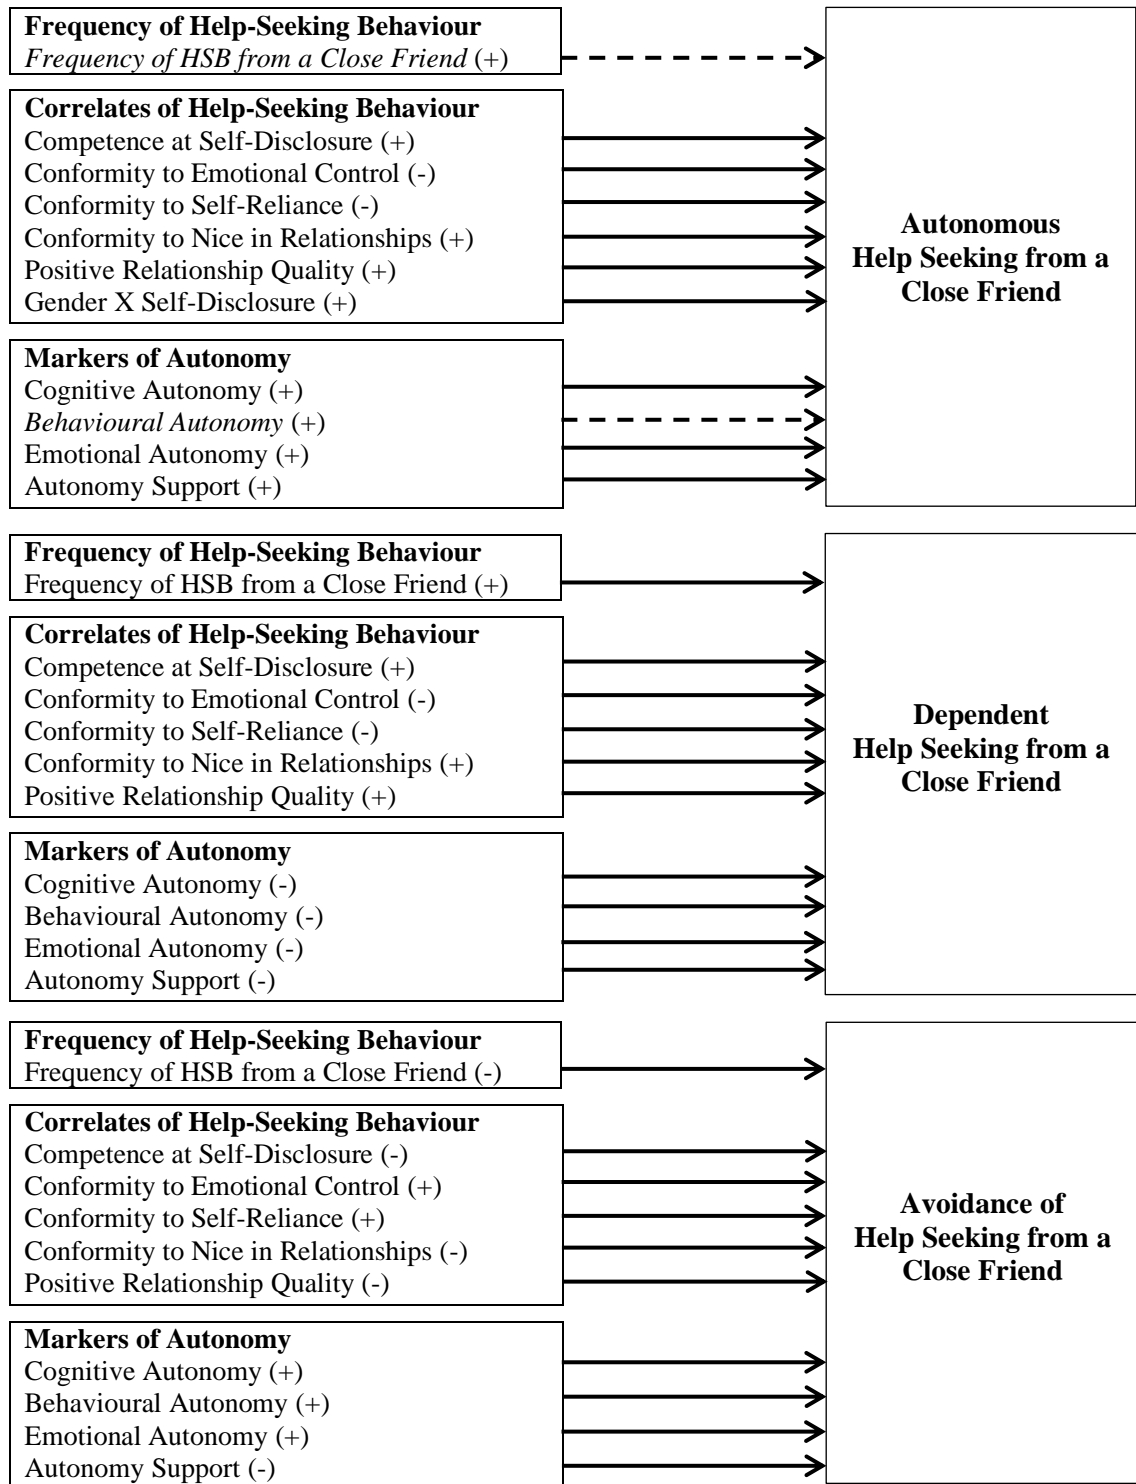 Frequency of Help-Seeking Behaviour
Frequency of HSB from a Close Friend (+)
Correlates of Help-Seeking Behaviour
Competence at Self-Disclosure (+)
Conformity to Emotional Control (-)
Conformity to Self-Reliance (-)
Conformity to Nice in Relationships (+)
Positive Relationship Quality (+)
Gender X Self-Disclosure (+)
Markers of Autonomy
Cognitive Autonomy (+)
Behavioural Autonomy (+)
Emotional Autonomy (+)
Autonomy Support (+)
Autonomous
Help Seeking from a
Close Friend
Frequency of Help-Seeking Behaviour
Frequency of HSB from a Close Friend (+)
Correlates of Help-Seeking Behaviour
Competence at Self-Disclosure (+)
Conformity to Emotional Control (-)
Conformity to Self-Reliance (-)
Conformity to Nice in Relationships (+)
Positive Relationship Quality (+)
Markers of Autonomy
Cognitive Autonomy (-)
Behavioural Autonomy (-)
Emotional Autonomy (-)
Autonomy Support (-)
Dependent
Help Seeking from a
Close Friend
Frequency of Help-Seeking Behaviour
Frequency of HSB from a Close Friend (-)
Correlates of Help-Seeking Behaviour
Competence at Self-Disclosure (-)
Conformity to Emotional Control (+)
Conformity to Self-Reliance (+)
Conformity to Nice in Relationships (-)
Positive Relationship Quality (-)
Markers of Autonomy
Cognitive Autonomy (+)
Behavioural Autonomy (+)
Emotional Autonomy (+)
Autonomy Support (-)
Avoidance of
Help Seeking from a
Close Friend